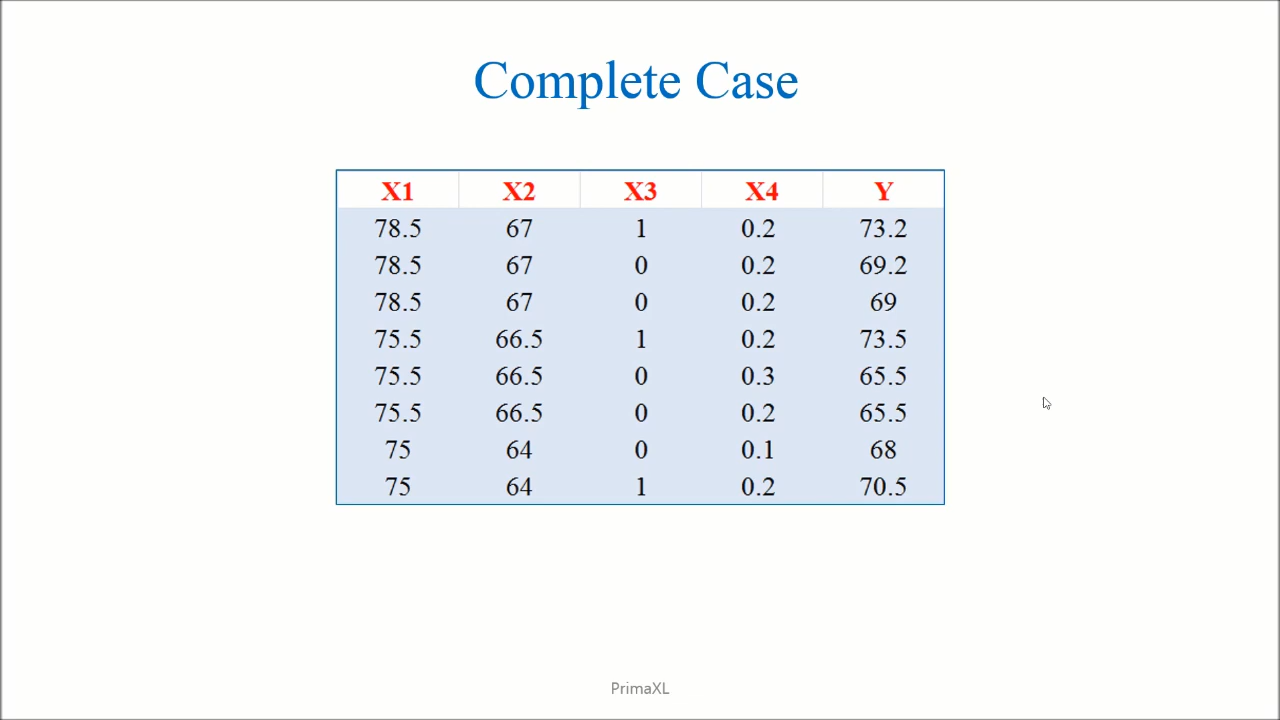 Complete Case
X1 X2 X3 X4 Y
78.5 67 1 0.2 73.2
78.5 67 0 0.2 69.2
78.5 67 0 0.2 69
75.5 66.5 1 0.2 73.5
75.5 66.5 0 0.3 65.5
75.5 66.5 0 0.2 65.5
75 64 0 0.1 68
75 64 1 0.2 70.5
PrimaXL